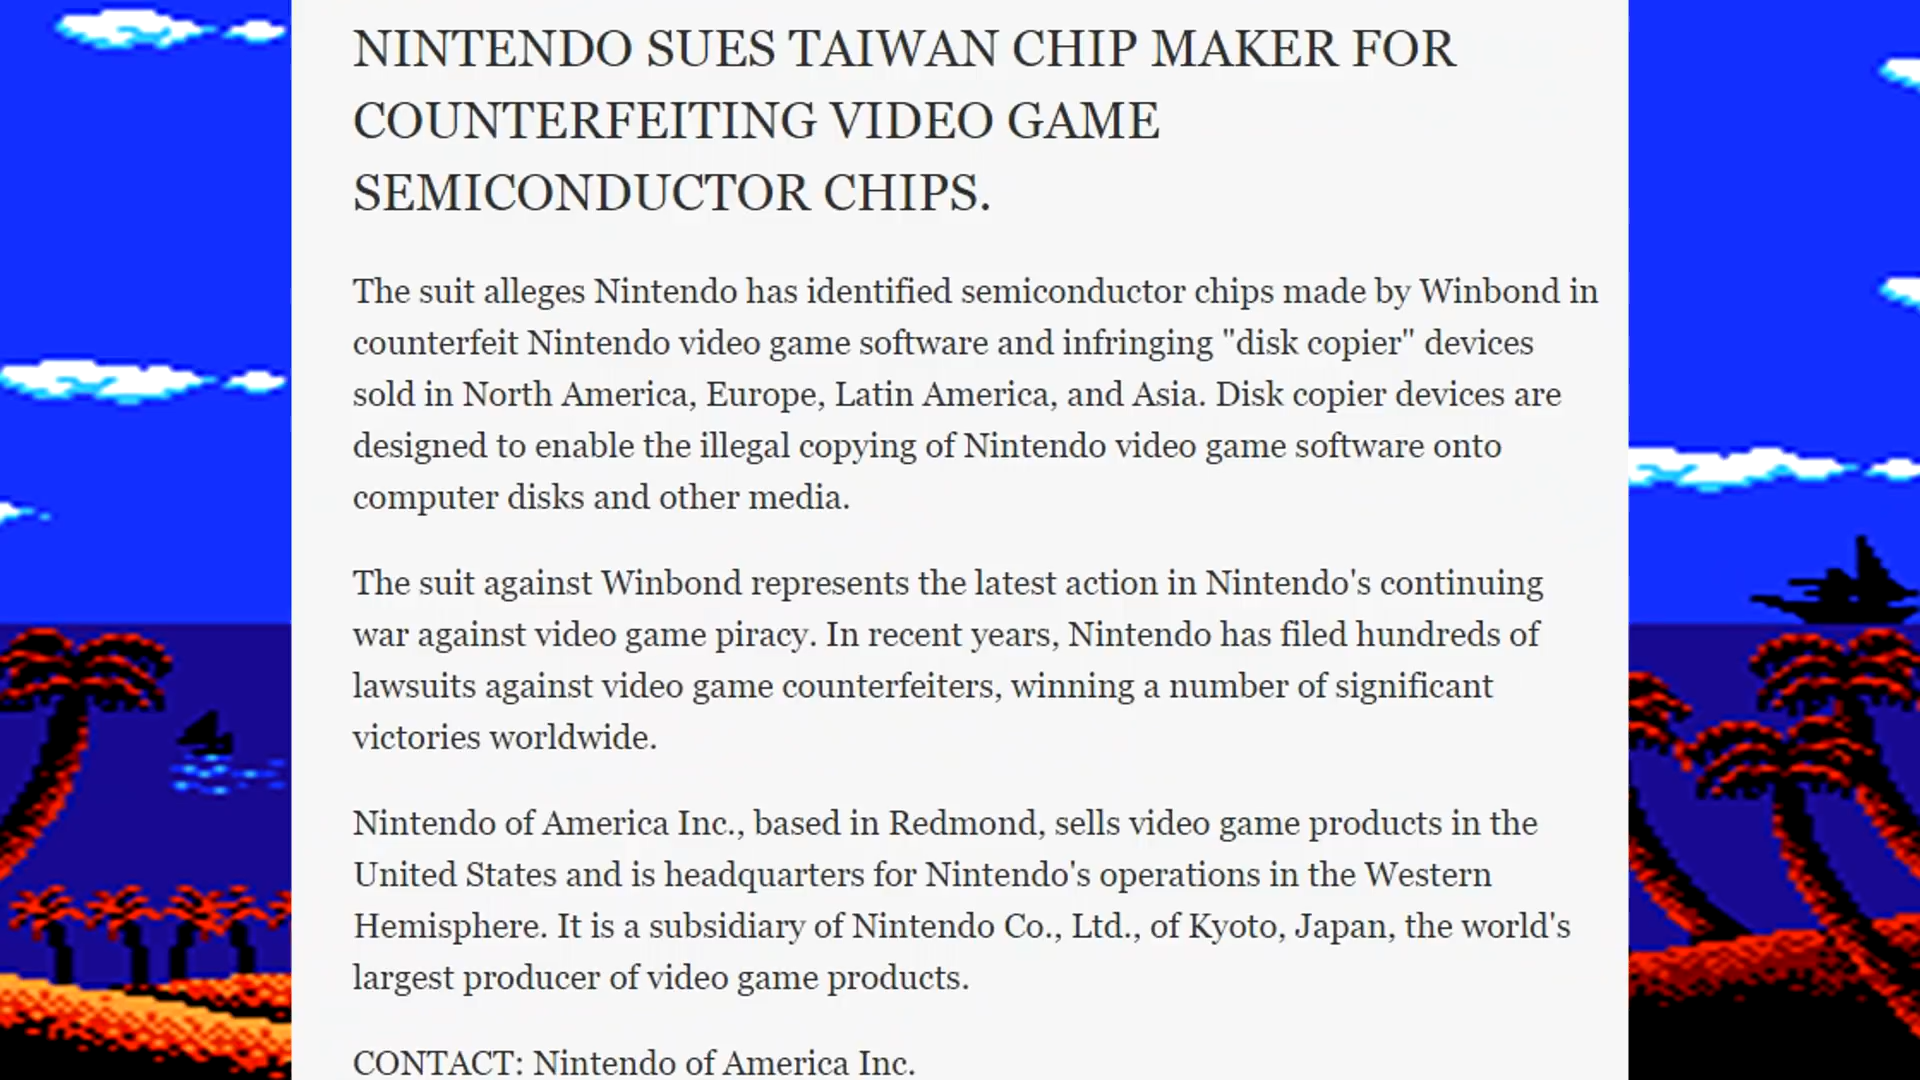 NINTENDO SUES TAIWAN CHIP MAKER FOR
COUNTERFEITING VIDEO GAME
SEMICONDUCTOR CHIPS.
The suit alleges Nintendo has identified semiconductor chips made by Winbond in
counterfeit Nintendo video game software and infringing "disk copier" devices
sold in North America, Europe, Latin America, and Asia. Disk copier devices are
designed to enable the illegal copying of Nintendo video game software onto
computer disks and other media.
The suit against Winbond represents the latest action in Nintendo's continuing
war against video game piracy. In recent years, Nintendo has filed hundreds of
lawsuits against video game counterfeiters, winning a number of significant
victories worldwide.
Nintendo of America Inc., based in Redmond, sells video game products in the
United States and is headquarters for Nintendo's operations in the Western
Hemisphere. It is a subsidiary of Nintendo Co., Ltd., of Kyoto, Japan, the world's
largest producer of video game products.
CONTACT: Nintendo of America Inc.